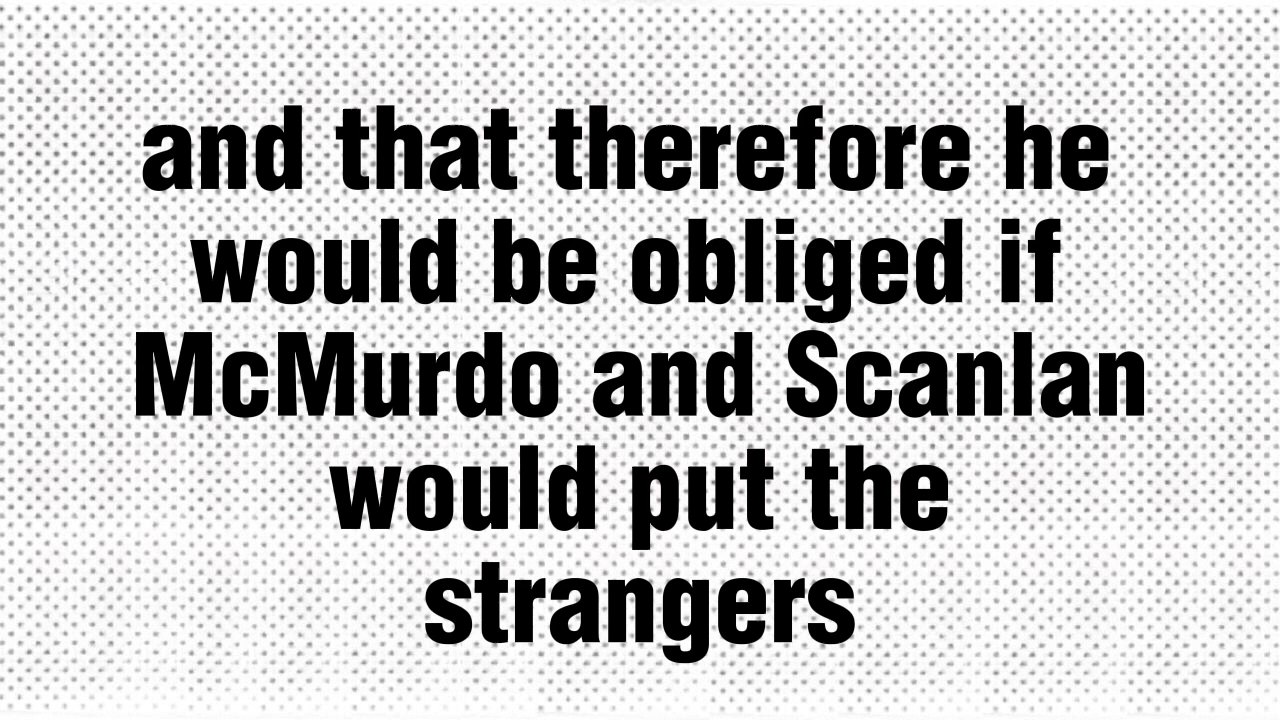 and that therefore he
would be obliged if
McMurdo and Scanlan
would put the
strangers